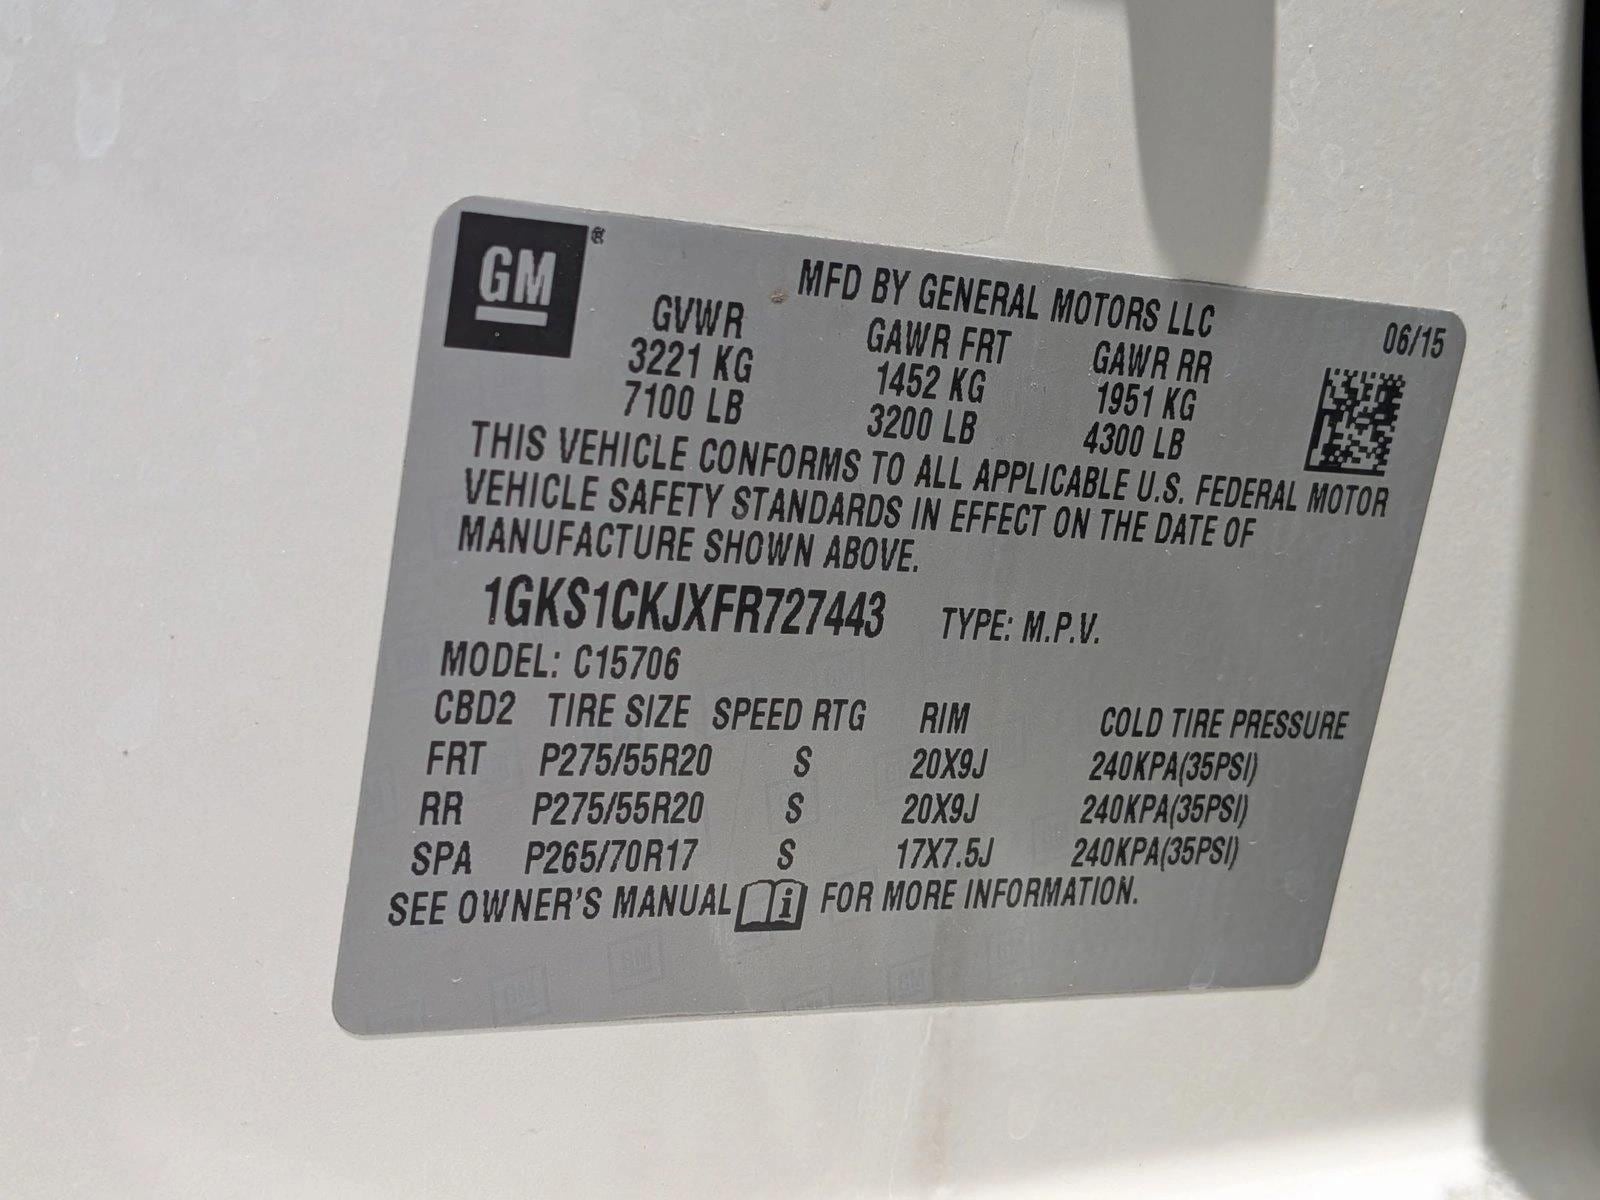 GM ®
MFD BY GENERAL MOTORS LLC
06/15
GVWR GAWR FRT GAWR RR
3221 KG 1452 KG 1951 KG
7100 LB 3200 LB 4300 LB
THIS VEHICLE CONFORMS TO ALL APPLICABLE U.S. FEDERAL MOTOR
VEHICLE SAFETY STANDARDS IN EFFECT ON THE DATE OF
MANUFACTURE SHOWN ABOVE.
1GKS1CKJXFR727443 TYPE: M.P.V.
MODEL: C15706
CBD2 TIRE SIZE SPEED RTG RIM COLD TIRE PRESSURE
FRT P275/55R20 S 20X9J 240KPA(35PSI)
RR P275/55R20 S 20X9J 240KPA(35PSI)
SPA P265/70R17 S 17X7.5J 240KPA(35PSI)
SEE OWNER'S MANUAL i FOR MORE INFORMATION.